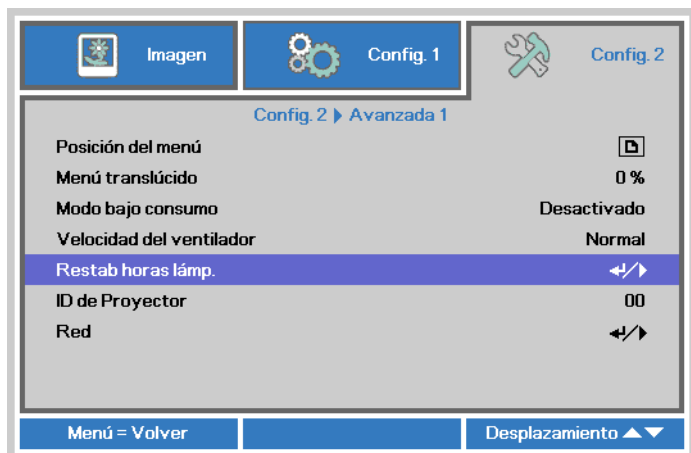 Imagen
Config. 1
Config. 2
Config. 2 Avanzada 1
Posición del menú
Menú translúcido 0 %
Modo bajo consumo Desactivado
Velocidad del ventilador Normal
Restab horas lámp.
ID de Proyector 00
Red
Menú = Volver
Desplazamiento